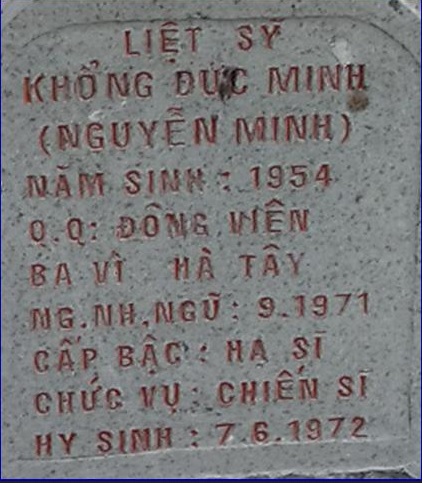 LIỆT SỸ
KHỔNG ĐỨC MINH
(NGUYỄN MINH)
NĂM SINH : 1954
Q.Q: ĐÔNG VIÊN
BA VÌ HÀ TÂY
NG.NH,NGŨ : 9.1971
CẤP BẬC : HẠ SĨ
CHỨC VỤ : CHIẾN SĨ
HY SINH : 7.6.1972